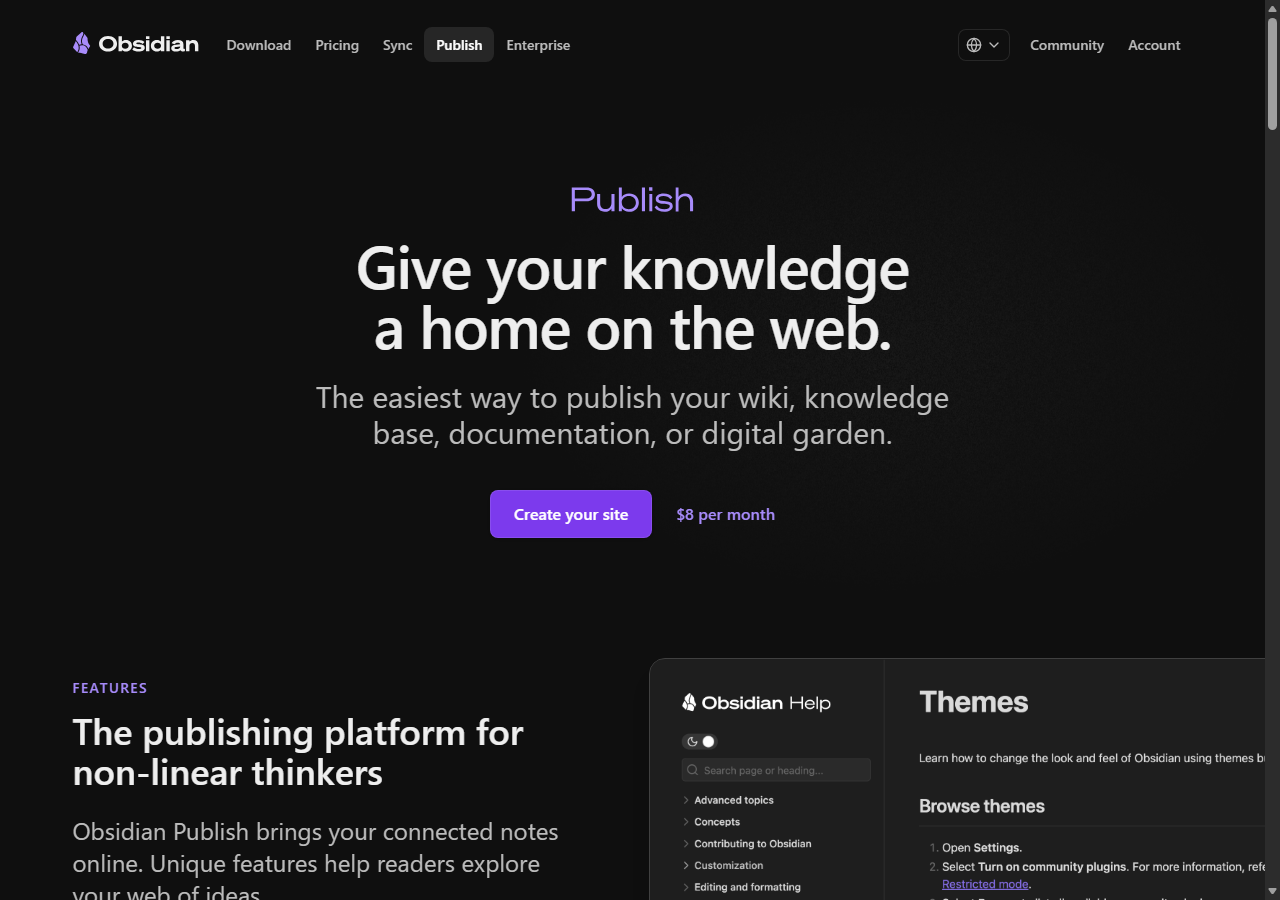 Obsidian Download Pricing Sync Publish Enterprise Community Account
Publish
Give your knowledge
a home on the web.
The easiest way to publish your wiki, knowledge
base, documentation, or digital garden.
Create your site $8 per month
FEATURES
The publishing platform for
non-linear thinkers
Obsidian Publish brings your connected notes
online. Unique features help readers explore
your web of ideas
Obsidian Help
Search page or heading...
Advanced topics
Concepts
Contributing to Obsidian
Customization
Editing and formatting
Themes
Learn how to change the look and feel of Obsidian using themes
Browse themes
1. Open Settings.
2. Select Turn on community plugins. For more information,
Restricted mode.